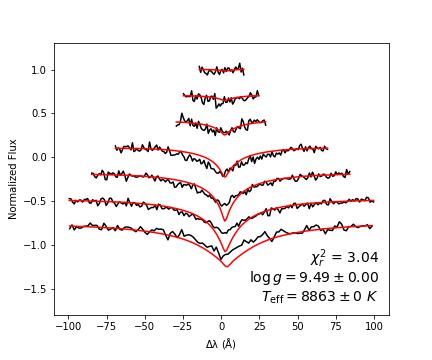 1.0
0.5
0.0
−0.5
−1.0
−1.5
Normalized Flux
χ²ᵣ = 3.04
log g = 9.49 ± 0.00
T_eff = 8863 ± 0 K
−100 −75 −50 −25 0 25 50 75 100
Δλ (Å)